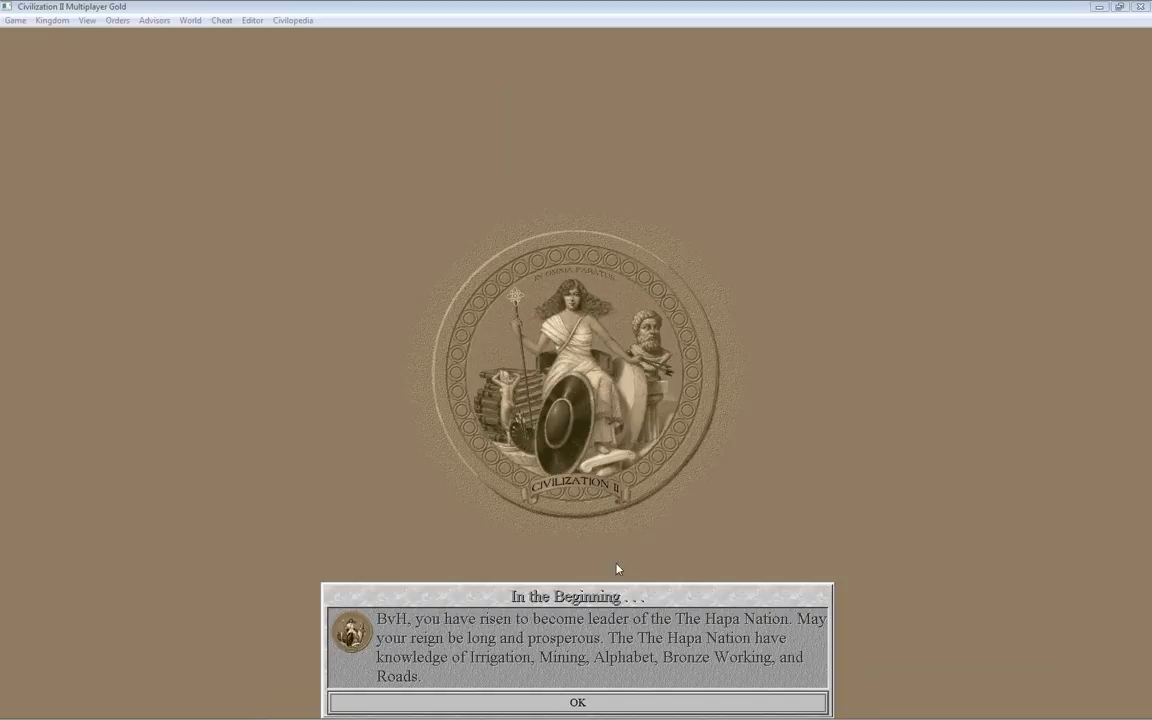 Civilization II Multiplayer Gold
Game Kingdom View Orders Advisors World Cheat Editor Civilopedia
IN OMNIA PARATUS
CIVILIZATION II
In the Beginning . . .
BvH, you have risen to become leader of the The Hapa Nation. May
your reign be long and prosperous. The The Hapa Nation have
knowledge of Irrigation, Mining, Alphabet, Bronze Working, and
Roads.
OK